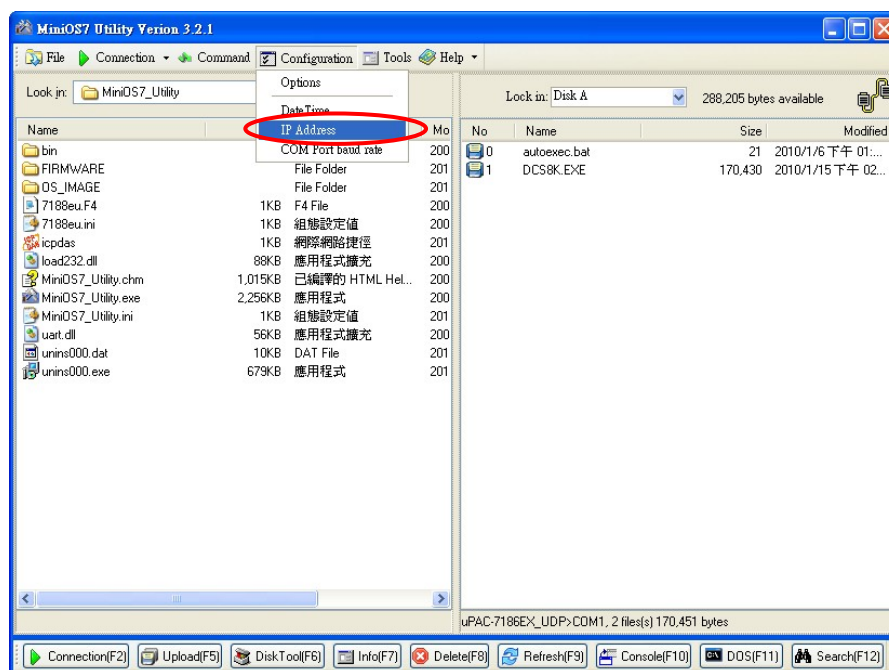 MiniOS7 Utility Verion 3.2.1
File Connection Command Configuration Tools Help
Look in: MiniOS7_Utility
Options
DateTime
IP Address
COM Port baud rate
Lock in: Disk A 288,205 bytes available
Name Mo
bin 200
FIRMWARE File Folder 201
OS_IMAGE File Folder 201
7188eu.F4 1KB F4 File 200
7188eu.ini 1KB 組態設定值 200
icpdas 1KB 網際網路捷徑 201
load232.dll 88KB 應用程式擴充 200
MiniOS7_Utility.chm 1,015KB 已編譯的 HTML Hel... 200
MiniOS7_Utility.exe 2,256KB 應用程式 200
MiniOS7_Utility.ini 1KB 組態設定值 201
uart.dll 56KB 應用程式擴充 200
unins000.dat 10KB DAT File 201
unins000.exe 679KB 應用程式 201
No Name Size Modified
0 autoexec.bat 21 2010/1/6 下午 01:...
1 DCS8K.EXE 170,430 2010/1/15 下午 02...
uPAC-7186EX_UDP>COM1, 2 files(s) 170,451 bytes
Connection(F2) Upload(F5) DiskTool(F6) Info(F7) Delete(F8) Refresh(F9) Console(F10) DOS(F11) Search(F12)